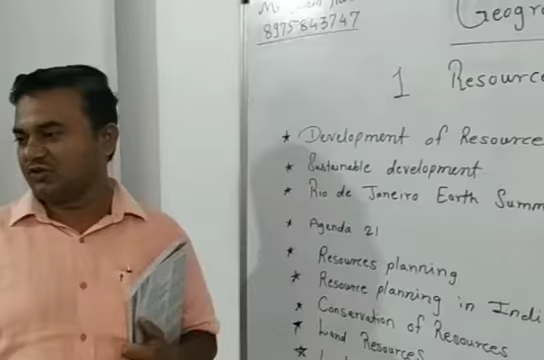 8975843747
Geogra
1 Resource
* Development of Resource
* Sustainable development
* Rio de Janeiro Earth Summ
* Agenda 21
* Resources planning
* Resource planning in Indi
* Conservation of Resources
* Land Resources